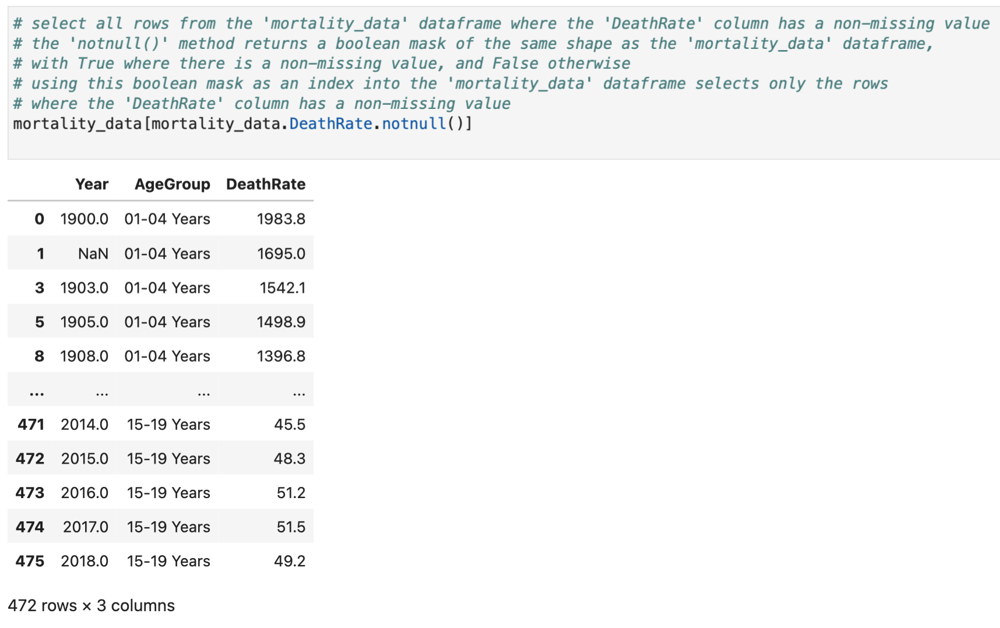 # select all rows from the 'mortality_data' dataframe where the 'DeathRate' column has a non-missing value
# the 'notnull()' method returns a boolean mask of the same shape as the 'mortality_data' dataframe,
# with True where there is a non-missing value, and False otherwise
# using this boolean mask as an index into the 'mortality_data' dataframe selects only the rows
# where the 'DeathRate' column has a non-missing value
mortality_data[mortality_data.DeathRate.notnull()]
Year AgeGroup DeathRate
0 1900.0 01-04 Years 1983.8
1 NaN 01-04 Years 1695.0
3 1903.0 01-04 Years 1542.1
5 1905.0 01-04 Years 1498.9
8 1908.0 01-04 Years 1396.8
... ... ... ...
471 2014.0 15-19 Years 45.5
472 2015.0 15-19 Years 48.3
473 2016.0 15-19 Years 51.2
474 2017.0 15-19 Years 51.5
475 2018.0 15-19 Years 49.2
472 rows × 3 columns